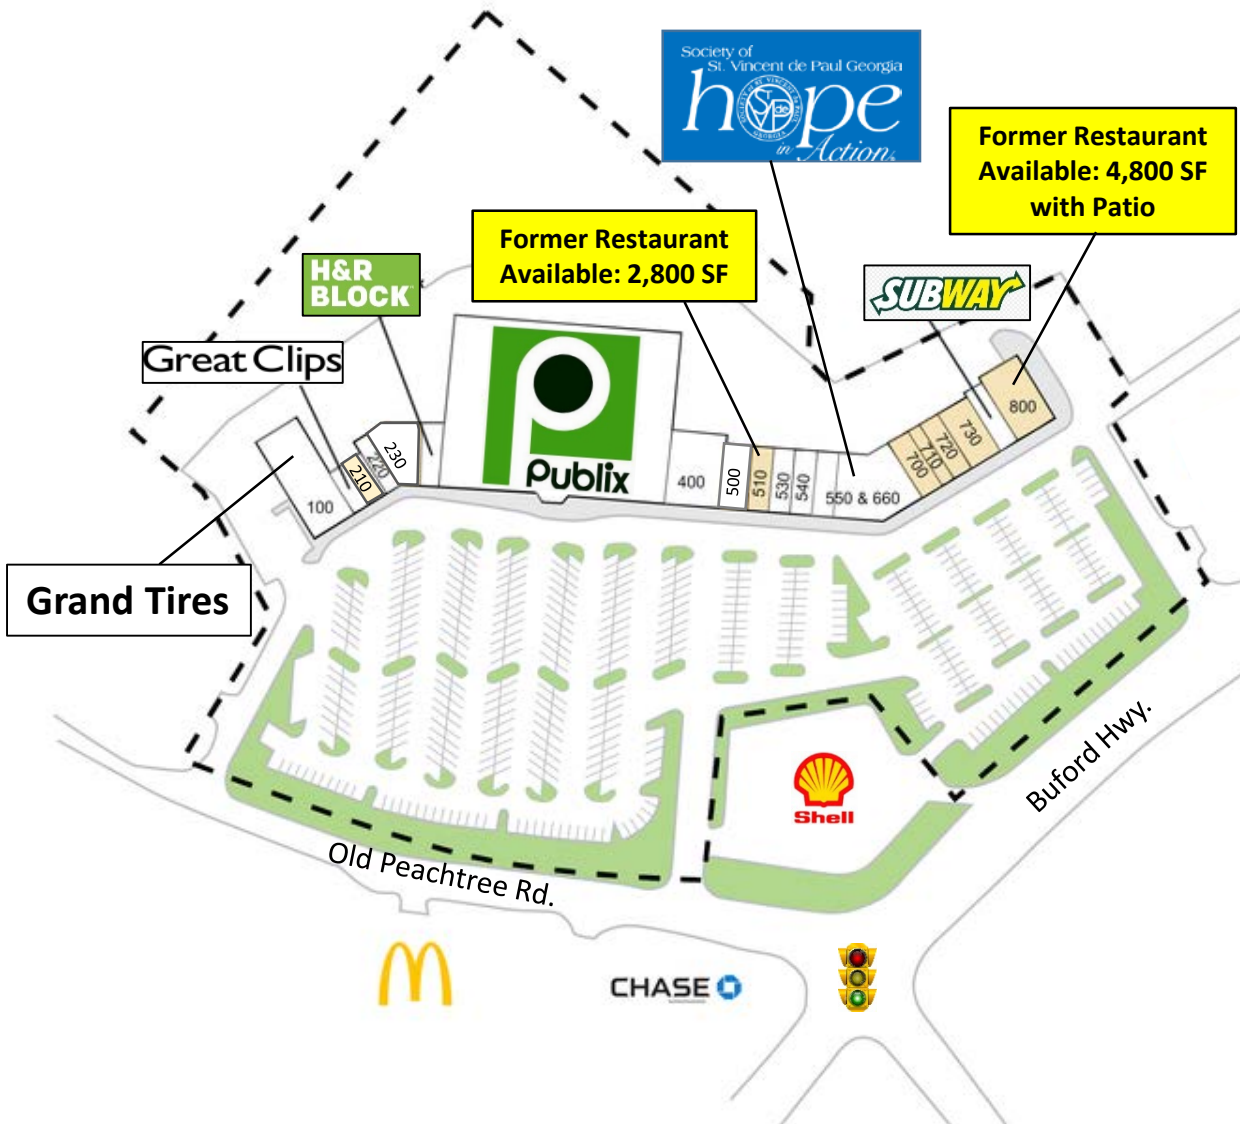 Society of
St. Vincent de Paul Georgia
hope
in Action
Former Restaurant
Available: 4,800 SF
with Patio
Former Restaurant
Available: 2,800 SF
H&R
BLOCK
SUBWAY
Great Clips
Publix
100
210
220
230
400
500
510
530
540
550 & 660
700
710
720
730
800
Grand Tires
Shell
Buford Hwy.
Old Peachtree Rd.
CHASE